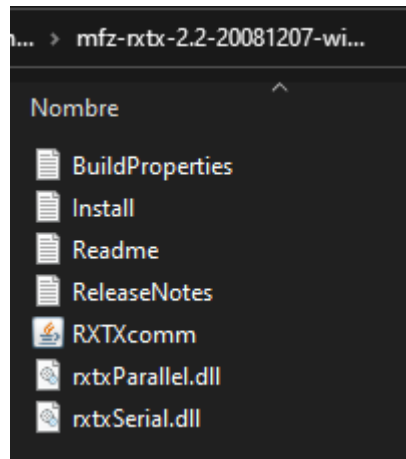 ... > mfz-rxtx-2.2-20081207-wi...
Nombre
BuildProperties
Install
Readme
ReleaseNotes
RXTXcomm
rxtxParallel.dll
rxtxSerial.dll